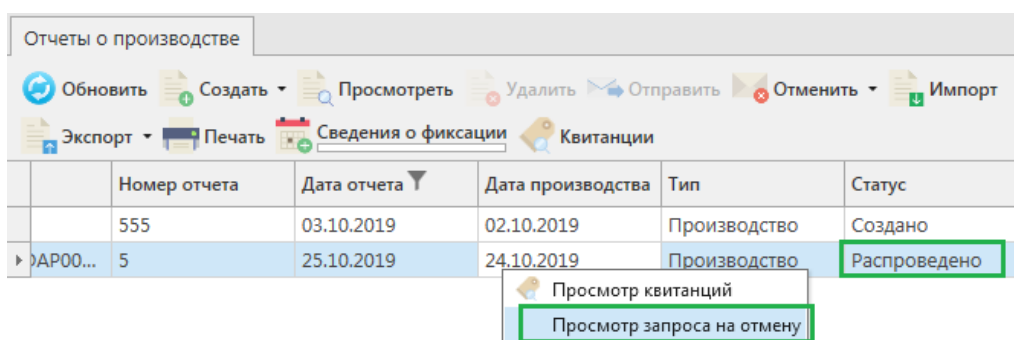 Отчеты о производстве
Обновить Создать Просмотреть Удалить Отправить Отменить Импорт
Экспорт Печать Сведения о фиксации Квитанции
Номер отчета Дата отчета Дата производства Тип Статус
555 03.10.2019 02.10.2019 Производство Создано
DAP00... 5 25.10.2019 24.10.2019 Производство Распроведено
Просмотр квитанций
Просмотр запроса на отмену